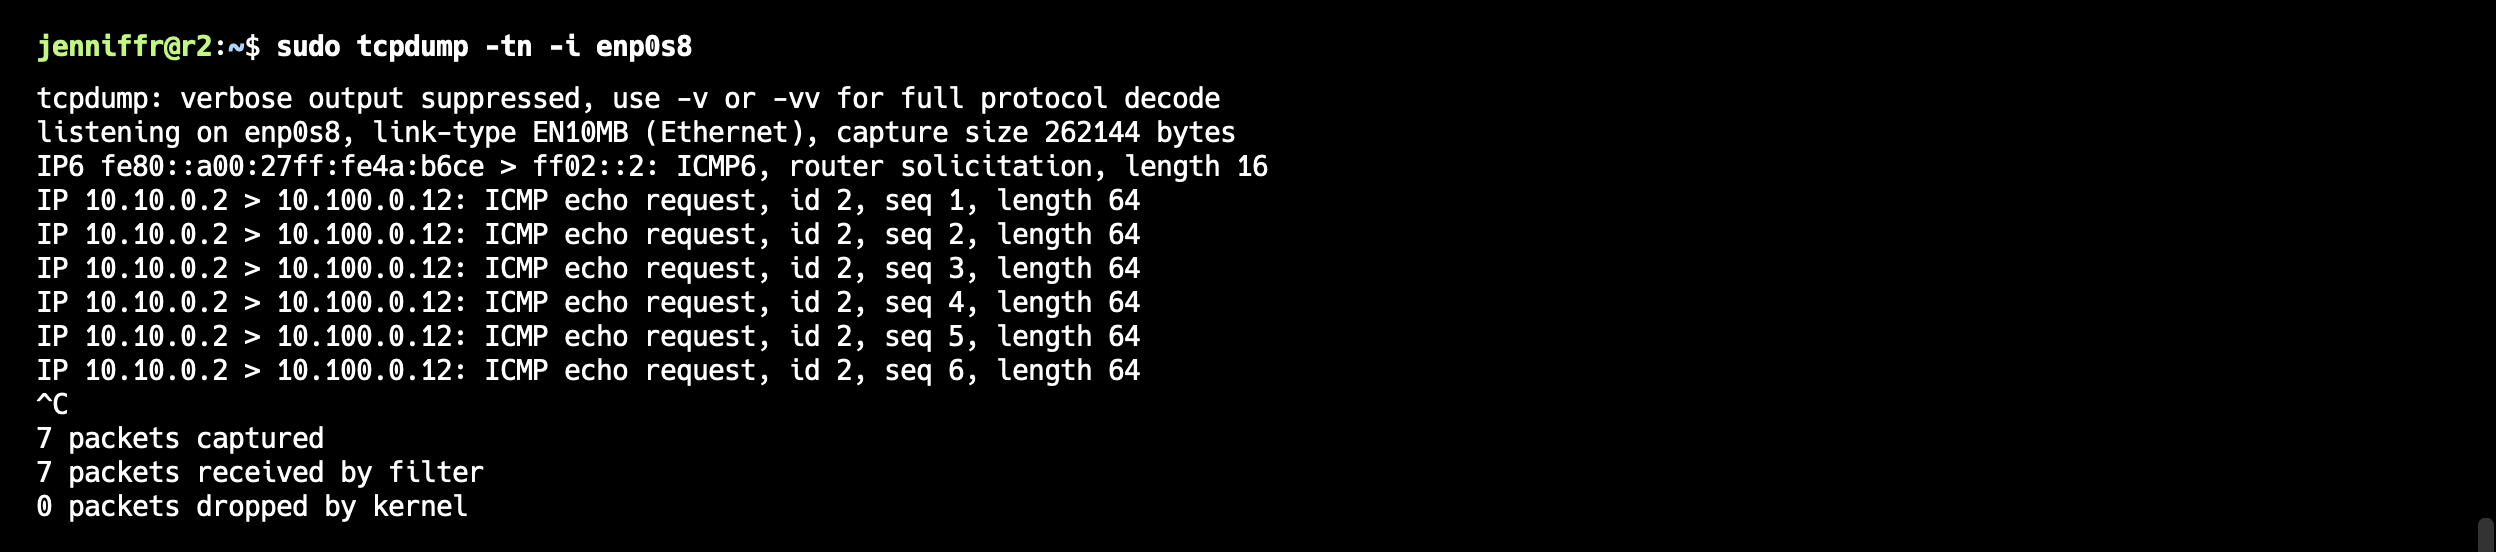 jenniffr@r2:~$ sudo tcpdump -tn -i enp0s8
tcpdump: verbose output suppressed, use -v or -vv for full protocol decode
listening on enp0s8, link-type EN10MB (Ethernet), capture size 262144 bytes
IP6 fe80::a00:27ff:fe4a:b6ce > ff02::2: ICMP6, router solicitation, length 16
IP 10.10.0.2 > 10.100.0.12: ICMP echo request, id 2, seq 1, length 64
IP 10.10.0.2 > 10.100.0.12: ICMP echo request, id 2, seq 2, length 64
IP 10.10.0.2 > 10.100.0.12: ICMP echo request, id 2, seq 3, length 64
IP 10.10.0.2 > 10.100.0.12: ICMP echo request, id 2, seq 4, length 64
IP 10.10.0.2 > 10.100.0.12: ICMP echo request, id 2, seq 5, length 64
IP 10.10.0.2 > 10.100.0.12: ICMP echo request, id 2, seq 6, length 64
^C
7 packets captured
7 packets received by filter
0 packets dropped by kernel